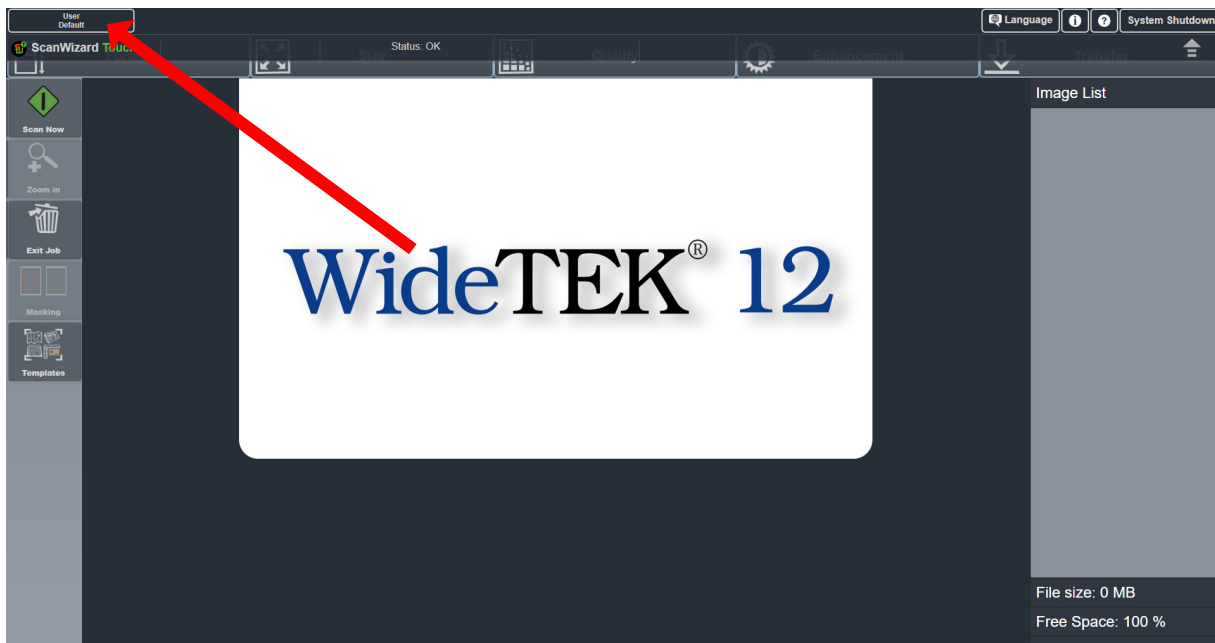 User
Default
Language
i
?
System Shutdown
ScanWizard Touch
Status: OK
Size
Quality
Enhancement
Transfer
Scan Now
Zoom in
Exit Job
Masking
Templates
WideTEK® 12
Image List
File size: 0 MB
Free Space: 100 %